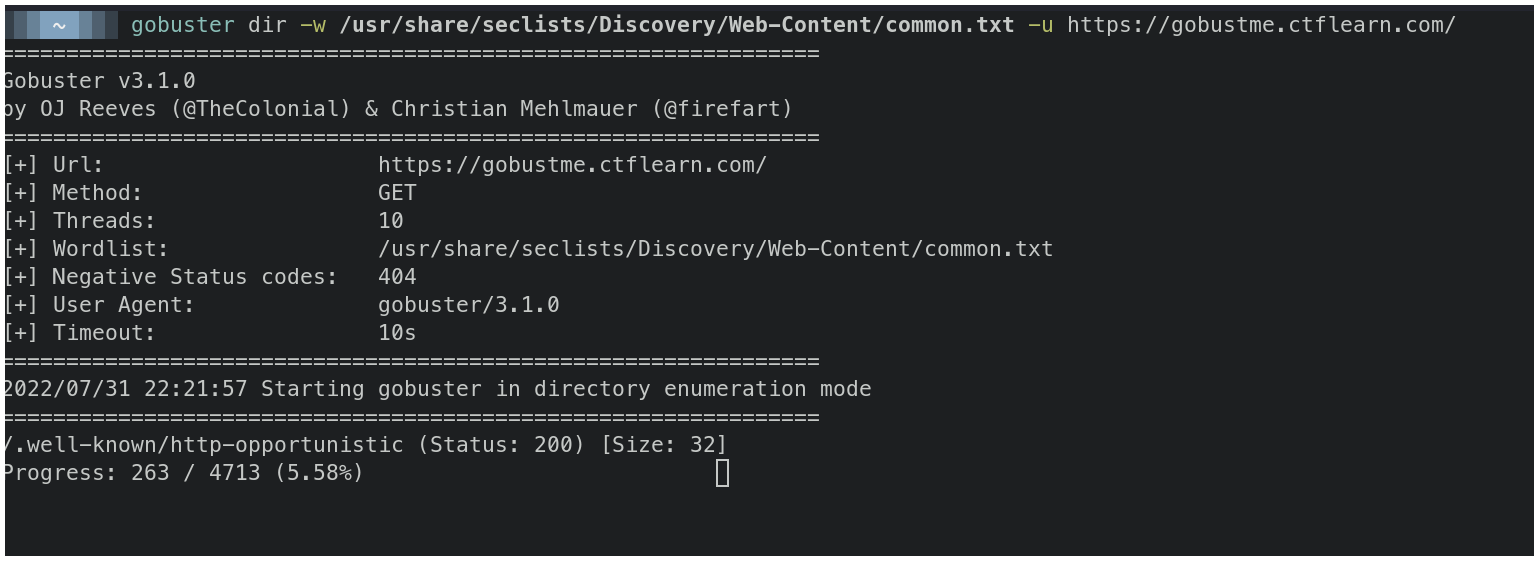 ~ gobuster dir -w /usr/share/seclists/Discovery/Web-Content/common.txt -u https://gobustme.ctflearn.com/
===============================================================
Gobuster v3.1.0
by OJ Reeves (@TheColonial) & Christian Mehlmauer (@firefart)
===============================================================
[+] Url:                     https://gobustme.ctflearn.com/
[+] Method:                  GET
[+] Threads:                 10
[+] Wordlist:                /usr/share/seclists/Discovery/Web-Content/common.txt
[+] Negative Status codes:   404
[+] User Agent:              gobuster/3.1.0
[+] Timeout:                 10s
===============================================================
2022/07/31 22:21:57 Starting gobuster in directory enumeration mode
===============================================================
/.well-known/http-opportunistic (Status: 200) [Size: 32]
Progress: 263 / 4713 (5.58%)